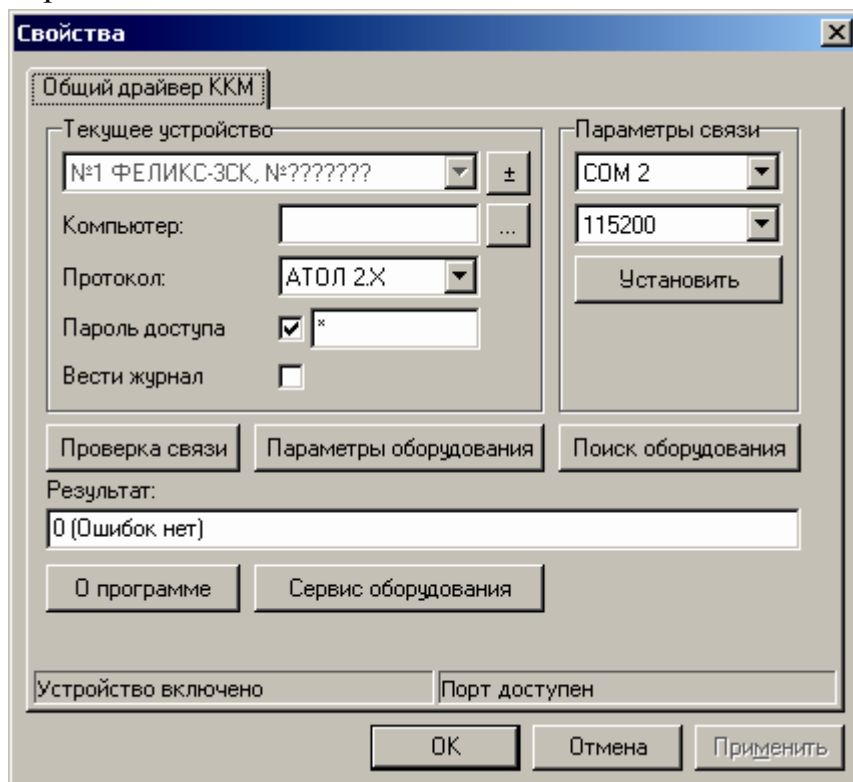 Свойства
Общий драйвер ККМ
Текущее устройство
№1 ФЕЛИКС-3СК, №???????
±
Компьютер:
...
Протокол:
АТОЛ 2.X
Пароль доступа
*
Вести журнал
Параметры связи
COM 2
115200
Установить
Проверка связи
Параметры оборудования
Поиск оборудования
Результат:
0 (Ошибок нет)
О программе
Сервис оборудования
Устройство включено
Порт доступен
OK
Отмена
Применить